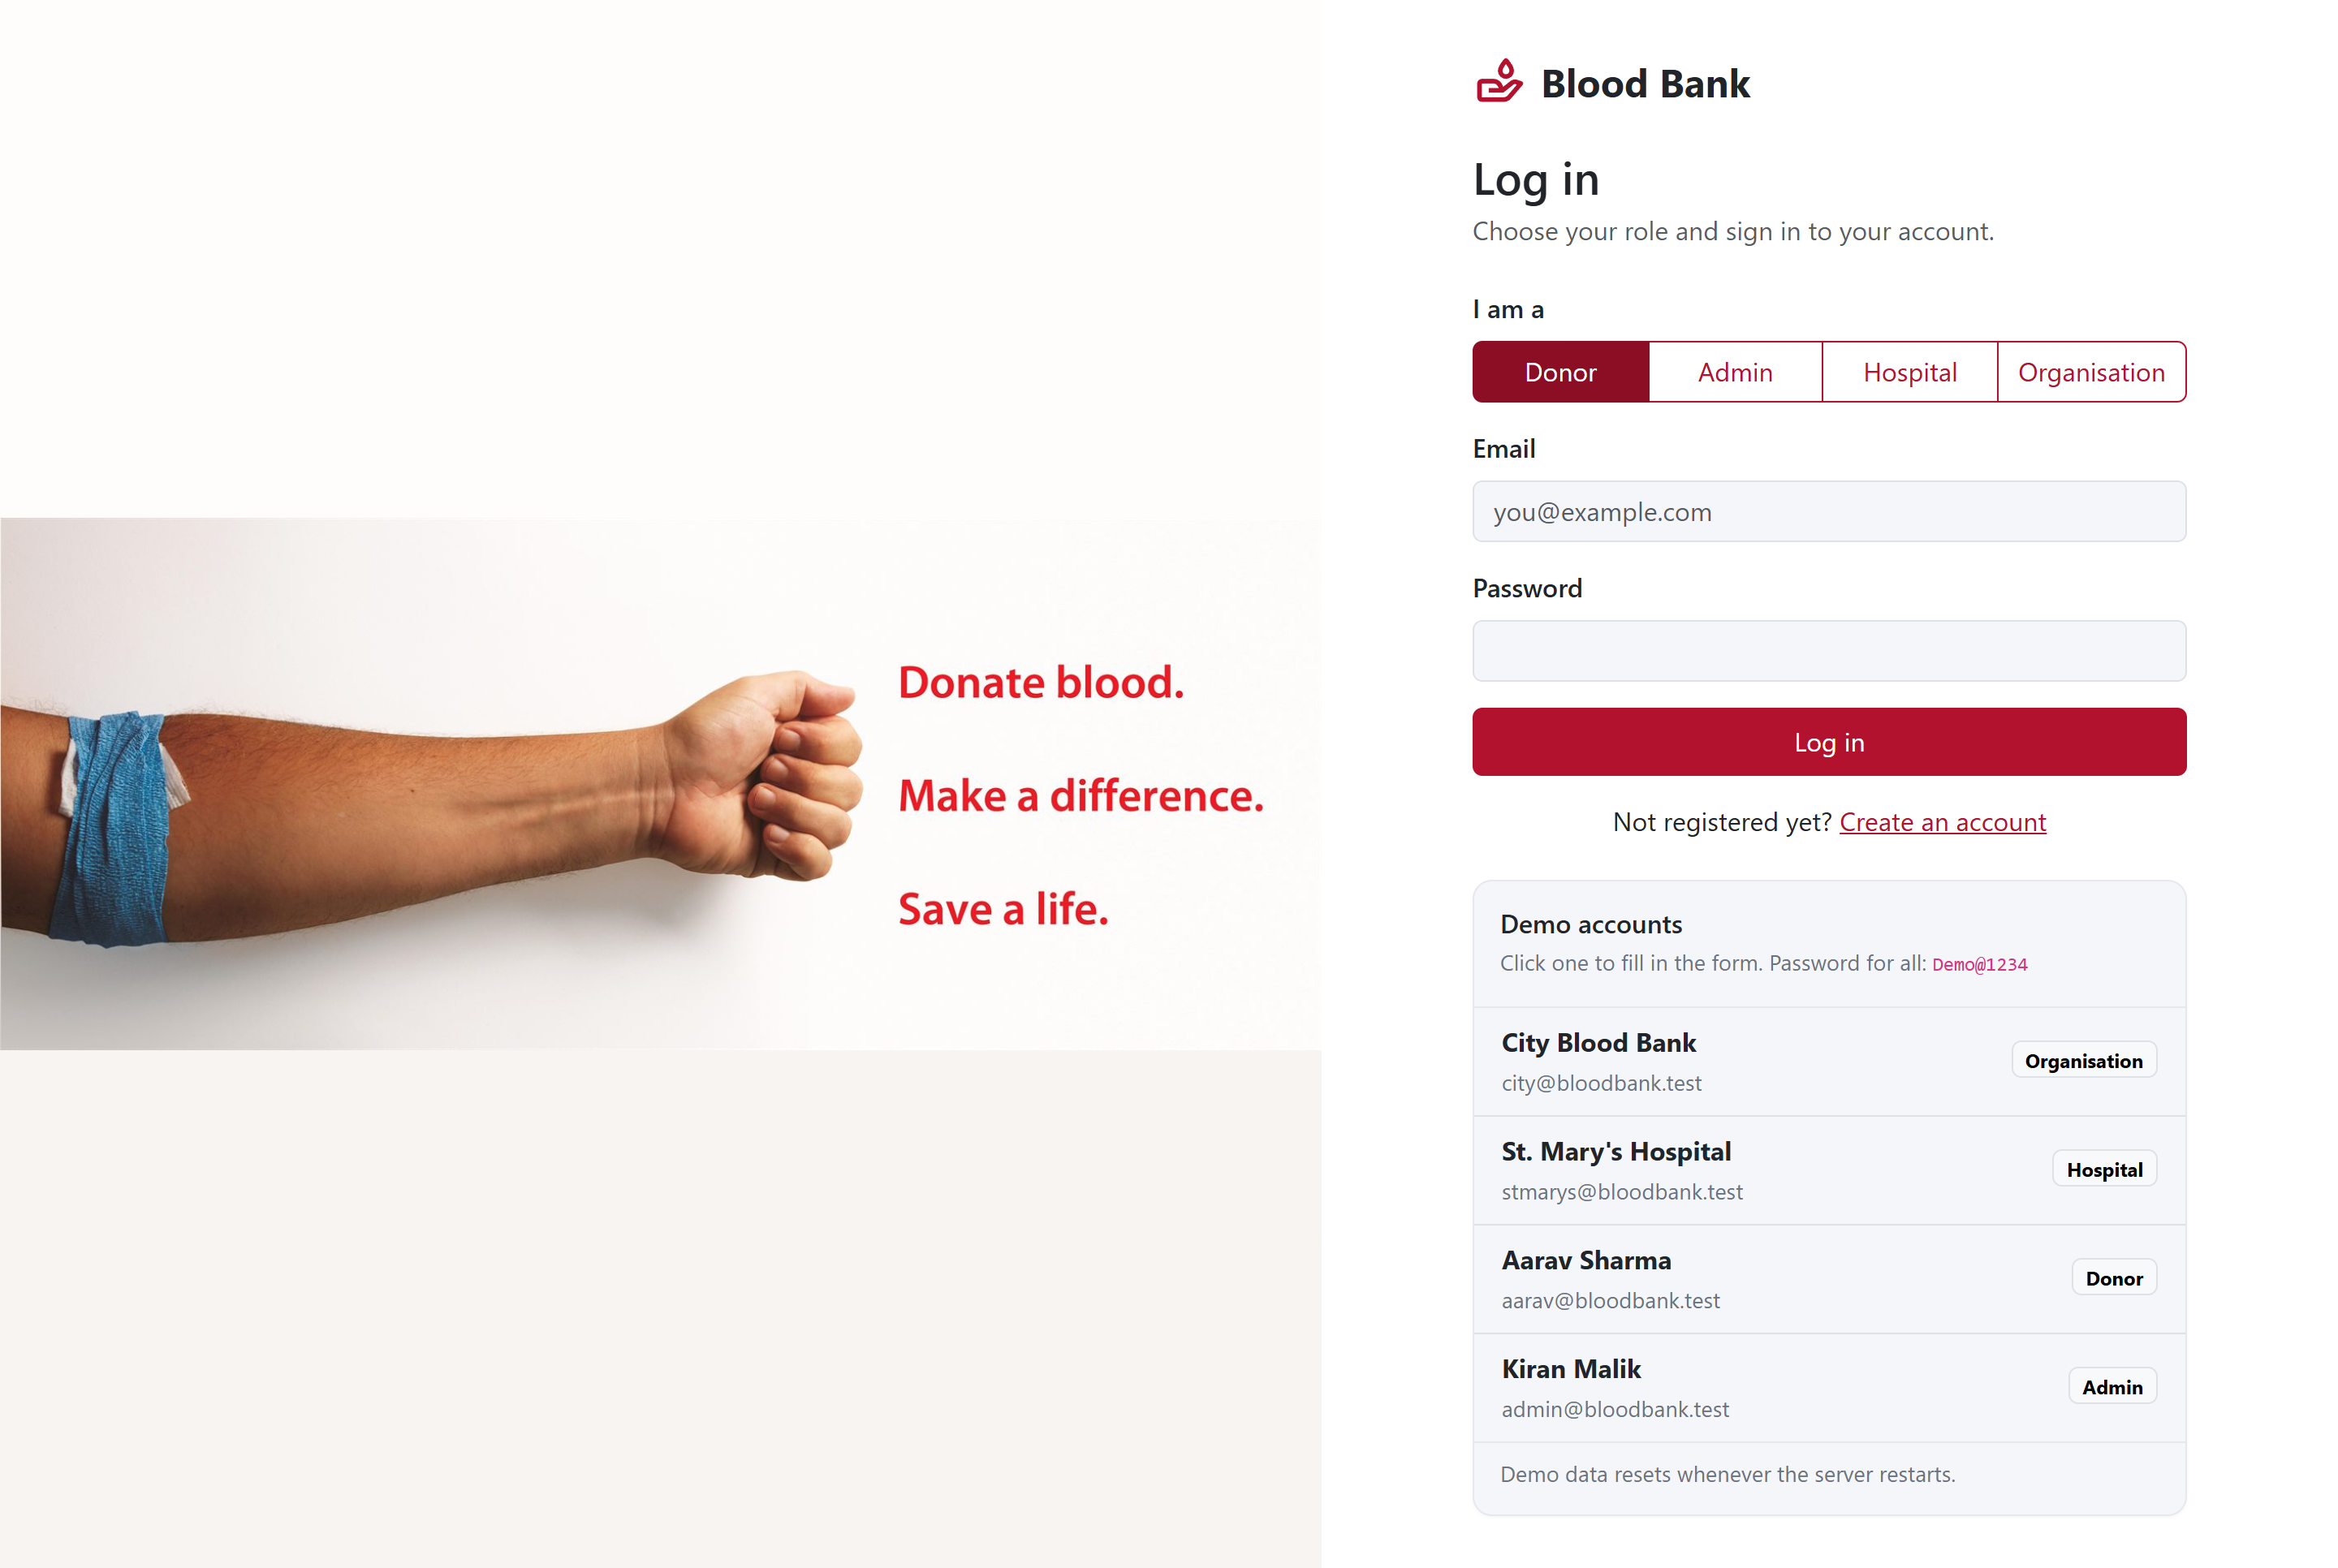 Donate blood.
Make a difference.
Save a life.
Blood Bank
Log in
Choose your role and sign in to your account.
I am a
Donor Admin Hospital Organisation
Email
you@example.com
Password
Log in
Not registered yet? Create an account
Demo accounts
Click one to fill in the form. Password for all: Demo@1234
City Blood Bank
city@bloodbank.test
Organisation
St. Mary's Hospital
stmarys@bloodbank.test
Hospital
Aarav Sharma
aarav@bloodbank.test
Donor
Kiran Malik
admin@bloodbank.test
Admin
Demo data resets whenever the server restarts.